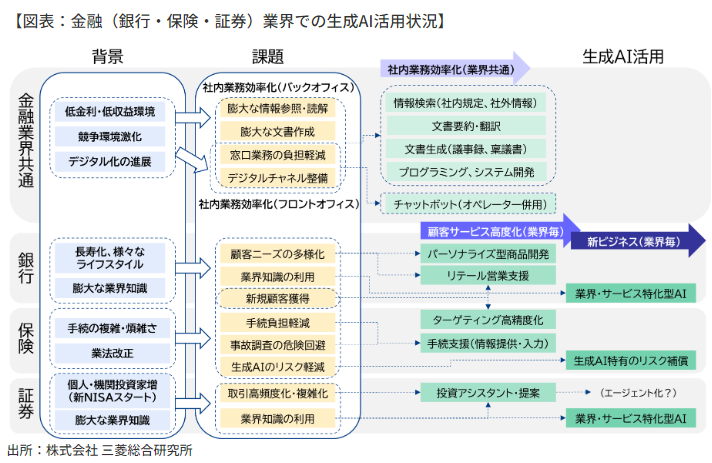 【図表：金融（銀行・保険・証券）業界での生成AI活用状況】
背景
課題
生成AI活用
社内業務効率化(業界共通)
金融業界共通
低金利・低収益環境
競争環境激化
デジタル化の進展
社内業務効率化(バックオフィス)
膨大な情報参照・読解
膨大な文書作成
窓口業務の負担軽減
デジタルチャネル整備
社内業務効率化(フロントオフィス)
情報検索(社内規定、社外情報)
文書要約・翻訳
文書生成(議事録、稟議書)
プログラミング、システム開発
チャットボット(オペレーター併用)
顧客サービス高度化(業界毎)
新ビジネス(業界毎)
銀行
長寿化、様々な
ライフスタイル
膨大な業界知識
顧客ニーズの多様化
業界知識の利用
新規顧客獲得
パーソナライズ型商品開発
リテール営業支援
業界・サービス特化型AI
保険
手続の複雑・煩雑さ
業法改正
手続負担軽減
事故調査の危険回避
生成AIのリスク軽減
ターゲティング高精度化
手続支援(情報提供・入力)
生成AI特有のリスク補償
証券
個人・機関投資家増
(新NISAスタート)
膨大な業界知識
取引高頻度化・複雑化
業界知識の利用
投資アシスタント・提案
(エージェント化？)
業界・サービス特化型AI
出所：株式会社 三菱総合研究所